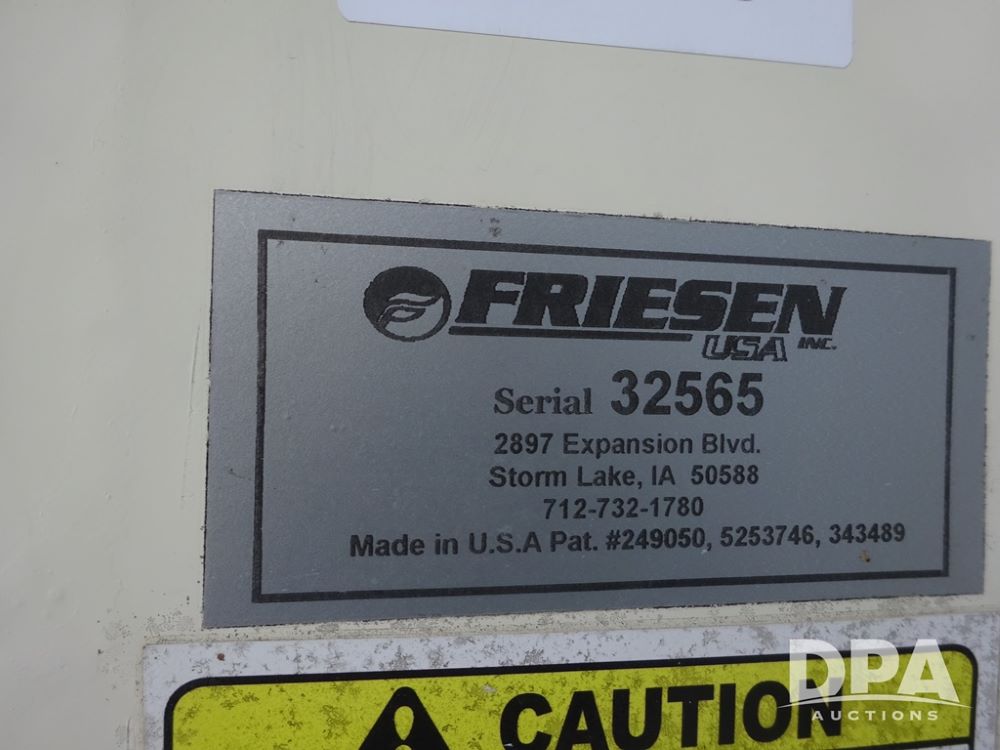 FRIESEN
USA INC.
Serial 32565
2897 Expansion Blvd.
Storm Lake, IA 50588
712-732-1780
Made in U.S.A Pat. #249050, 5253746, 343489
CAUTION
DPA
AUCTIONS